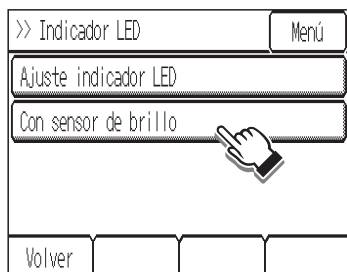 >> Indicador LED
Menú
Ajuste indicador LED
Con sensor de brillo
Volver